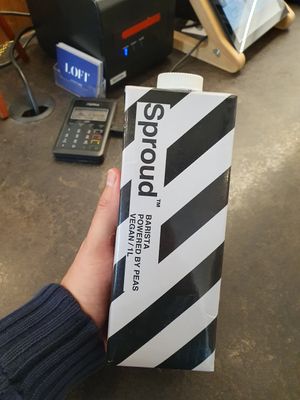 LOFT
Sproud™
BARISTA
POWERED BY PEAS
VEGAN / 1L